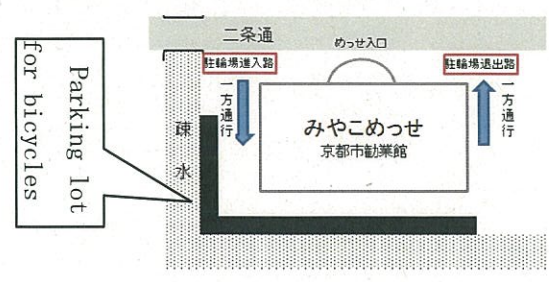 二条通
めっせ入口
駐輪場進入路
駐輪場退出路
一方通行
一方通行
みやこめっせ
京都市勧業館
疎水
Parking lot
for bicycles